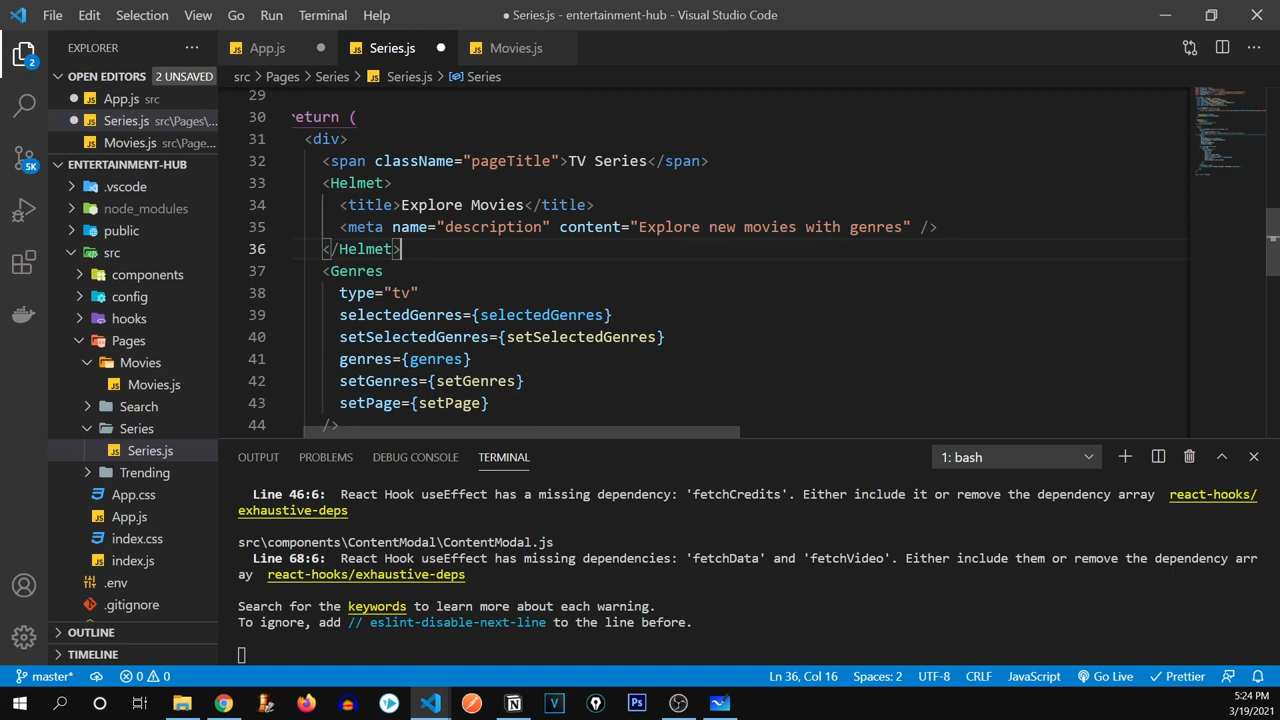 File Edit Selection View Go Run Terminal Help
● Series.js - entertainment-hub - Visual Studio Code
EXPLORER
App.js
Series.js
Movies.js
OPEN EDITORS 2 UNSAVED
App.js src
Series.js src\Pages\...
Movies.js src\Page...
ENTERTAINMENT-HUB
.vscode
node_modules
public
src
components
config
hooks
Pages
Movies
Movies.js
Search
Series
Series.js
Trending
App.css
App.js
index.css
index.js
.env
.gitignore
OUTLINE
TIMELINE
2
5K
src > Pages > Series > Series.js > Series
29
30 eturn (
31 <div>
32 <span className="pageTitle">TV Series</span>
33 <Helmet>
34 <title>Explore Movies</title>
35 <meta name="description" content="Explore new movies with genres" />
36 </Helmet>
37 <Genres
38 type="tv"
39 selectedGenres={selectedGenres}
40 setSelectedGenres={setSelectedGenres}
41 genres={genres}
42 setGenres={setGenres}
43 setPage={setPage}
44 />
OUTPUT PROBLEMS DEBUG CONSOLE TERMINAL
1: bash
Line 46:6: React Hook useEffect has a missing dependency: 'fetchCredits'. Either include it or remove the dependency array react-hooks/
exhaustive-deps
src\components\ContentModal\ContentModal.js
Line 68:6: React Hook useEffect has missing dependencies: 'fetchData' and 'fetchVideo'. Either include them or remove the dependency arr
ay react-hooks/exhaustive-deps
Search for the keywords to learn more about each warning.
To ignore, add // eslint-disable-next-line to the line before.
master* 0 0
Ln 36, Col 16 Spaces: 2 UTF-8 CRLF JavaScript Go Live Prettier
5:24 PM
3/19/2021